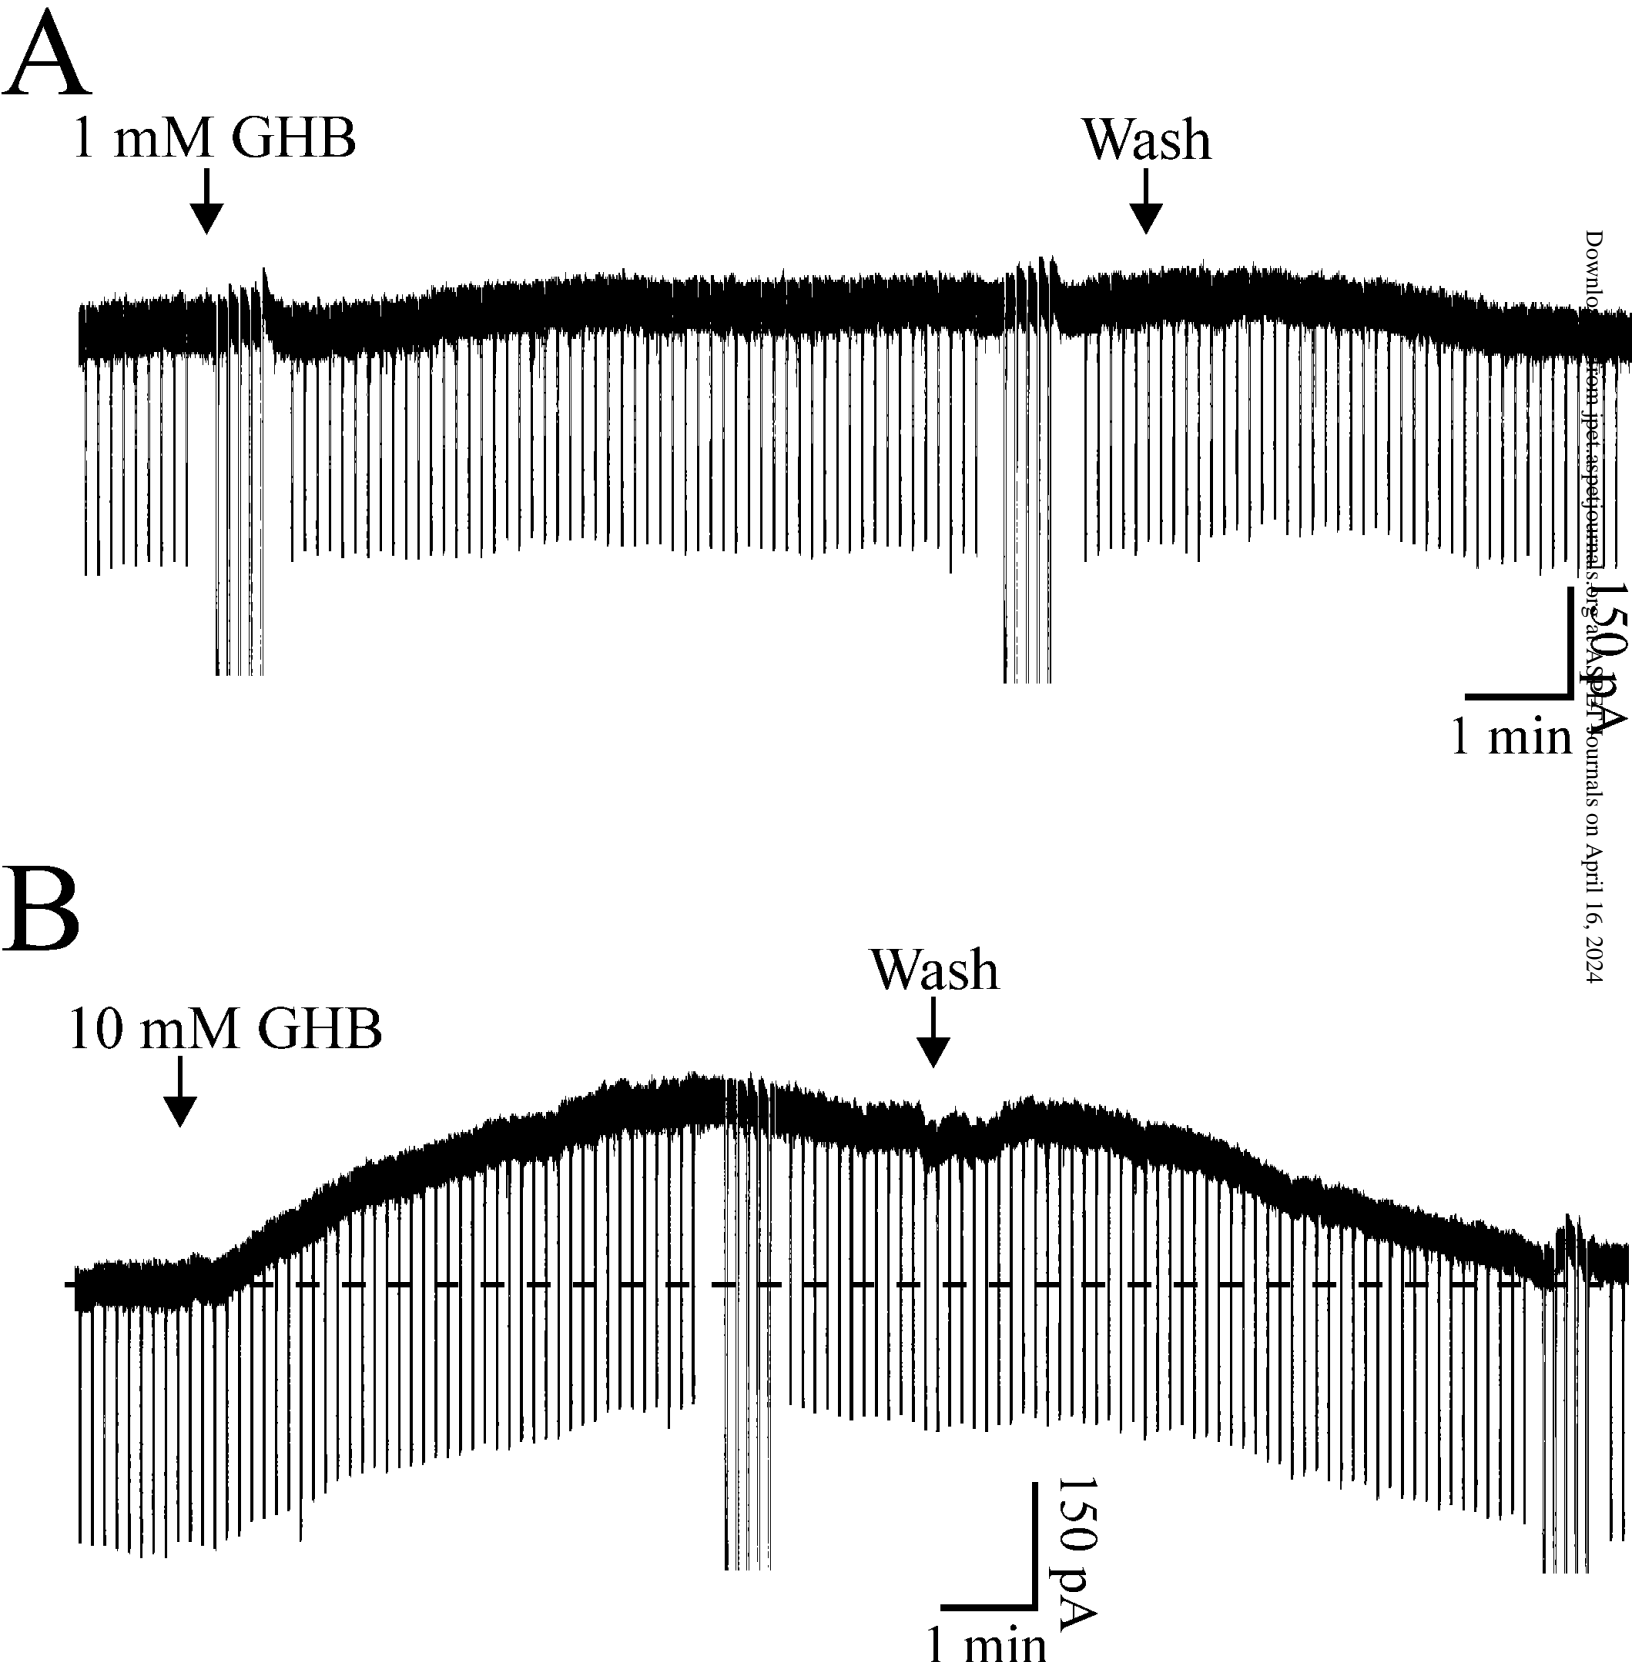 A
1 mM GHB
Wash
150 pA
1 min
B
10 mM GHB
Wash
150 pA
1 min
from jpet.aspetjournals.org at ASPET Journals on April 16, 2024